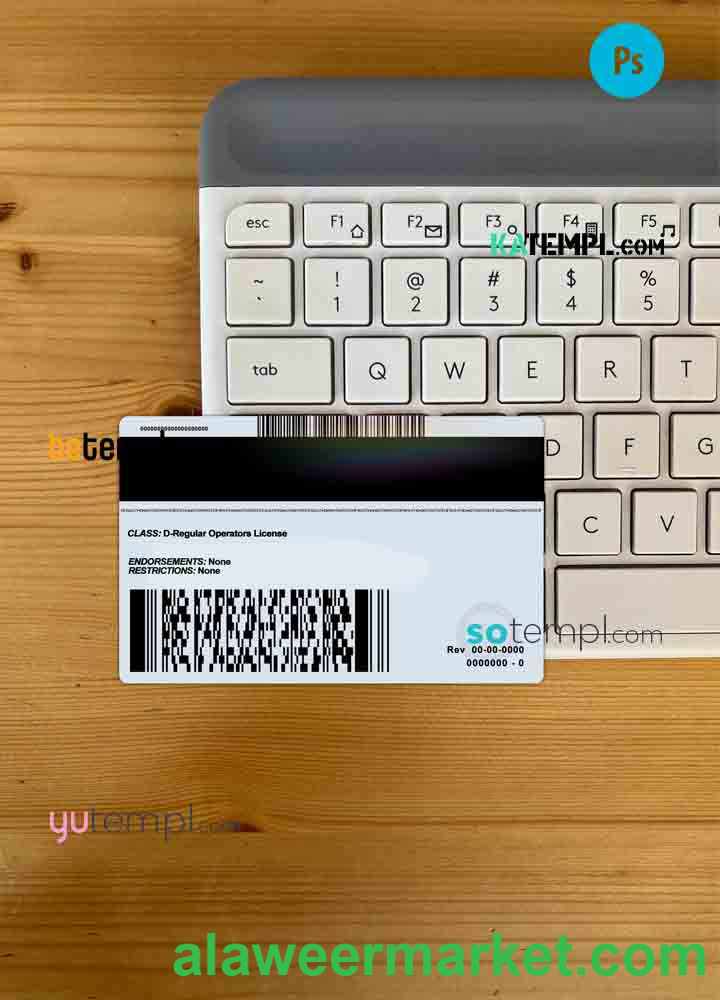 Ps
esc F1 F2 F3 F4 F5
KATEMPL.COM
~ ! @ # $ %
` 1 2 3 4 5
tab Q W E R T
00000000000000000000
D F G
C V
CLASS: D-Regular Operators License
ENDORSEMENTS: None
RESTRICTIONS: None
sotempl.com
Rev 00-00-0000
0000000 - 0
yutempl.com
alaweermarket.com